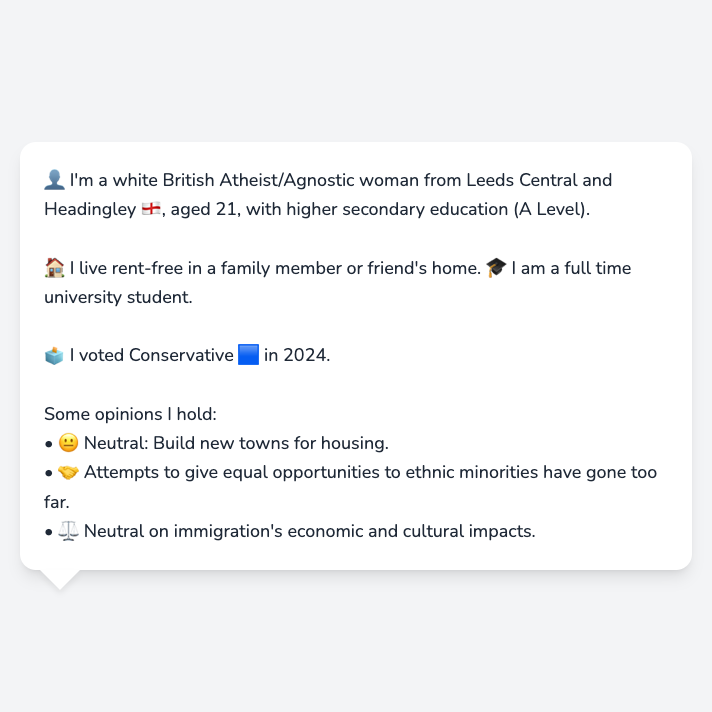 👤 I'm a white British Atheist/Agnostic woman from Leeds Central and
Headingley 🏴󠁧󠁢󠁥󠁮󠁧󠁿, aged 21, with higher secondary education (A Level).
🏠 I live rent-free in a family member or friend's home. 🎓 I am a full time
university student.
🗳️ I voted Conservative 🟦 in 2024.
Some opinions I hold:
• 😐 Neutral: Build new towns for housing.
• 🤝 Attempts to give equal opportunities to ethnic minorities have gone too
far.
• ⚖️ Neutral on immigration's economic and cultural impacts.